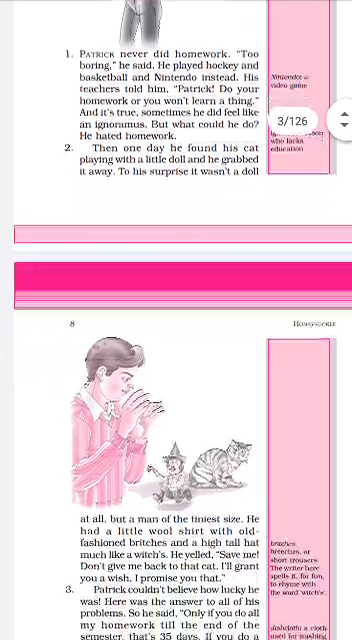 1. PATRICK never did homework. “Too
boring,” he said. He played hockey and
basketball and Nintendo instead. His
teachers told him, “Patrick! Do your
homework or you won't learn a thing.”
And it's true, sometimes he did feel like
an ignoramus. But what could he do?
He hated homework.
Nintendo:
video game
3/126
who lacks
education
2. Then one day he found his cat
playing with a little doll and he grabbed
it away. To his surprise it wasn't a doll
8
HONEYSUCKLE
at all, but a man of the tiniest size. He
had a little wool shirt with old-
fashioned britches and a high tall hat
much like a witch's. He yelled, “Save me!
Don't give me back to that cat. I'll grant
you a wish, I promise you that.”
britches:
breeches, or
short trousers.
The writer here
spells it, for fun,
to rhyme with
the word ‘witch's’.
3. Patrick couldn't believe how lucky he
was! Here was the answer to all of his
problems. So he said, “Only if you do all
my homework till the end of the
semester, that's 35 days. If you do a
dishcloth: a cloth
used for washing